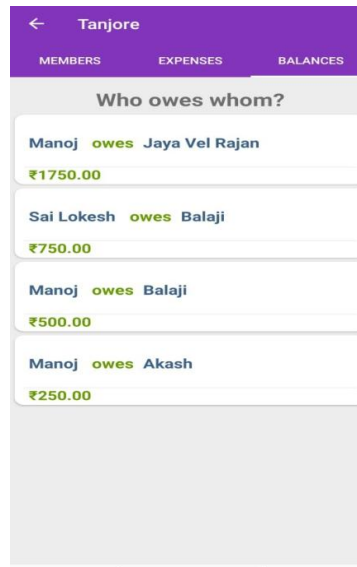 ← Tanjore
MEMBERS EXPENSES BALANCES
Who owes whom?
Manoj owes Jaya Vel Rajan
₹1750.00
Sai Lokesh owes Balaji
₹750.00
Manoj owes Balaji
₹500.00
Manoj owes Akash
₹250.00